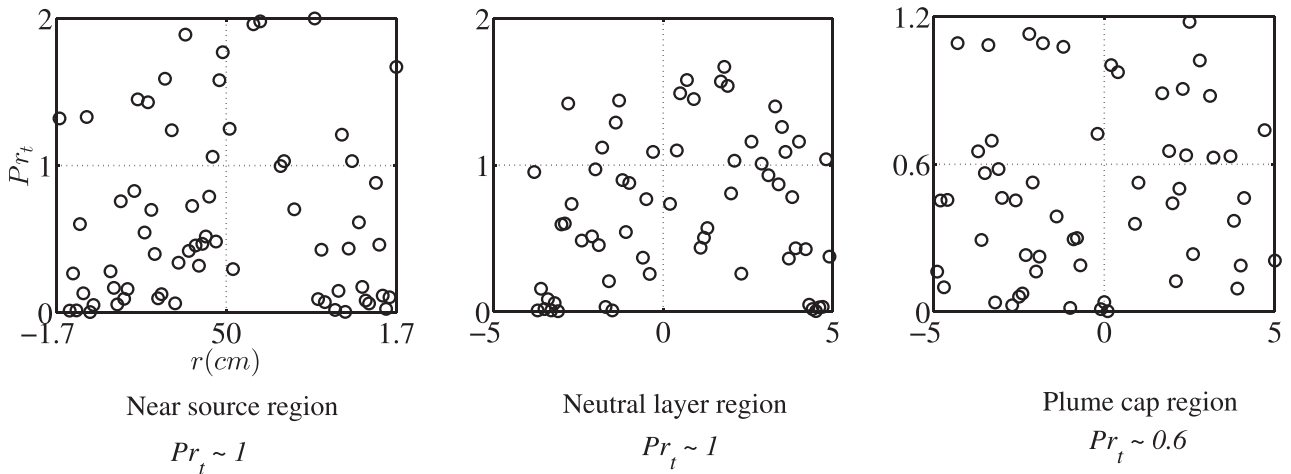 2
1
0
Pr_t
−1.7
50
1.7
r(cm)
Near source region
Pr_t ~ 1
2
1
0
−5
0
5
Neutral layer region
Pr_t ~ 1
1.2
0.6
0
−5
0
5
Plume cap region
Pr_t ~ 0.6